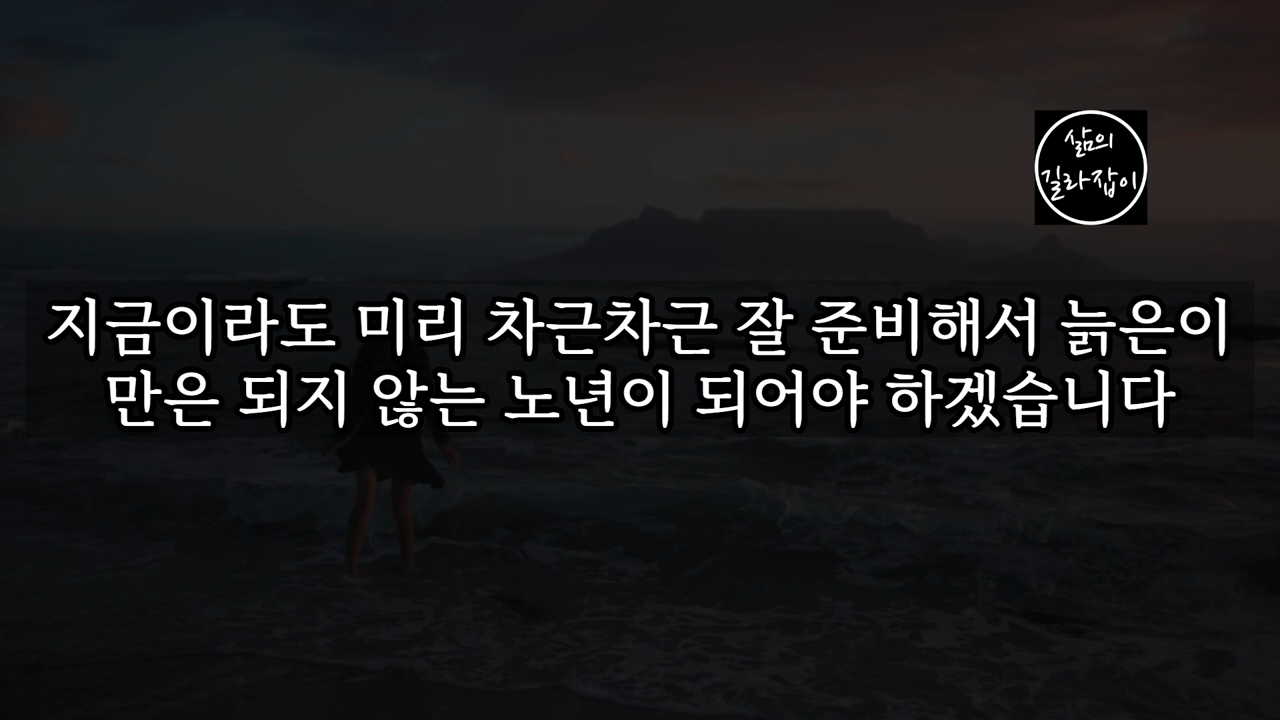 삶의
길라잡이
지금이라도 미리 차근차근 잘 준비해서 늙은이
만은 되지 않는 노년이 되어야 하겠습니다